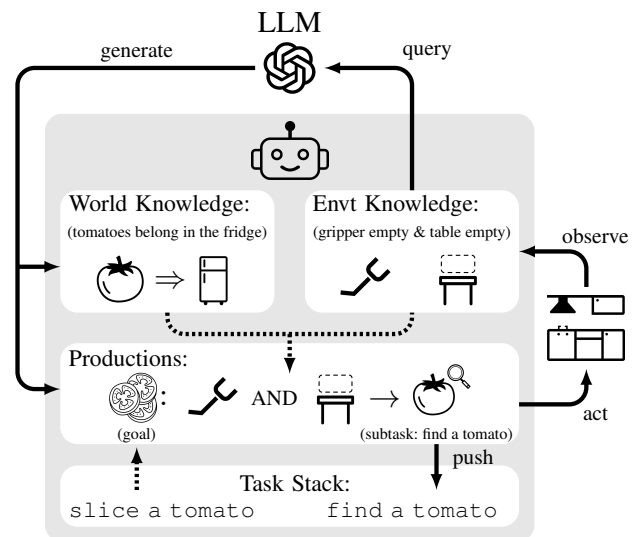 LLM
generate
query
World Knowledge:
(tomatoes belong in the fridge)
Envt Knowledge:
(gripper empty & table empty)
observe
Productions:
: AND
(goal)
(subtask: find a tomato)
act
push
Task Stack:
slice a tomato
find a tomato